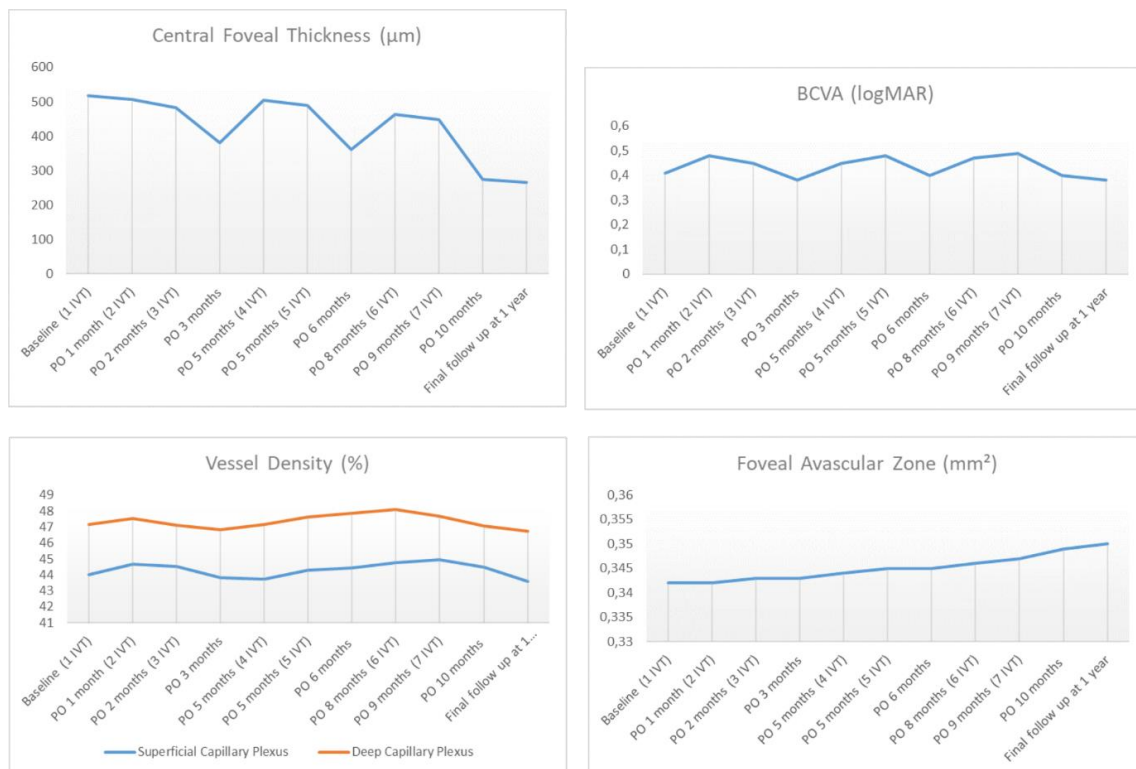 Central Foveal Thickness (µm)
600
500
400
300
200
100
0
Baseline (1 IVT)
PO 1 month (2 IVT)
PO 2 months (3 IVT)
PO 3 months
PO 5 months (4 IVT)
PO 5 months (5 IVT)
PO 6 months
PO 8 months (6 IVT)
PO 9 months (7 IVT)
PO 10 months
Final follow up at 1 year
BCVA (logMAR)
0,6
0,5
0,4
0,3
0,2
0,1
0
Baseline (1 IVT)
PO 1 month (2 IVT)
PO 2 months (3 IVT)
PO 3 months
PO 5 months (4 IVT)
PO 5 months (5 IVT)
PO 6 months
PO 8 months (6 IVT)
PO 9 months (7 IVT)
PO 10 months
Final follow up at 1 year
Vessel Density (%)
49
48
47
46
45
44
43
42
41
Baseline (1 IVT)
PO 1 month (2 IVT)
PO 2 months (3 IVT)
PO 3 months
PO 5 months (4 IVT)
PO 5 months (5 IVT)
PO 6 months
PO 8 months (6 IVT)
PO 9 months (7 IVT)
PO 10 months
Final follow up at 1...
Superficial Capillary Plexus
Deep Capillary Plexus
Foveal Avascular Zone (mm²)
0,36
0,355
0,35
0,345
0,34
0,335
0,33
Baseline (1 IVT)
PO 1 month (2 IVT)
PO 2 months (3 IVT)
PO 3 months
PO 5 months (4 IVT)
PO 5 months (5 IVT)
PO 6 months
PO 8 months (6 IVT)
PO 9 months (7 IVT)
PO 10 months
Final follow up at 1 year